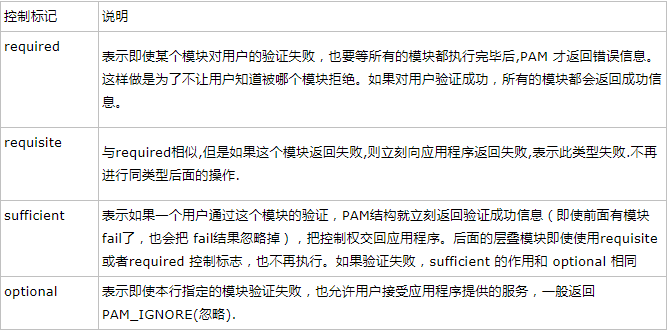 控制标记 说明
required
表示即使某个模块对用户的验证失败，也要等所有的模块都执行完毕后,PAM 才返回错误信息。
这样做是为了不让用户知道被哪个模块拒绝。如果对用户验证成功，所有的模块都会返回成功信
息。
requisite
与required相似,但是如果这个模块返回失败,则立刻向应用程序返回失败,表示此类型失败.不再
进行同类型后面的操作.
sufficient
表示如果一个用户通过这个模块的验证，PAM结构就立刻返回验证成功信息（即使前面有模块
fail了，也会把 fail结果忽略掉），把控制权交回应用程序。后面的层叠模块即使使用requisite
或者required 控制标志，也不再执行。如果验证失败，sufficient 的作用和 optional 相同
optional
表示即使本行指定的模块验证失败，也允许用户接受应用程序提供的服务，一般返回
PAM_IGNORE(忽略).